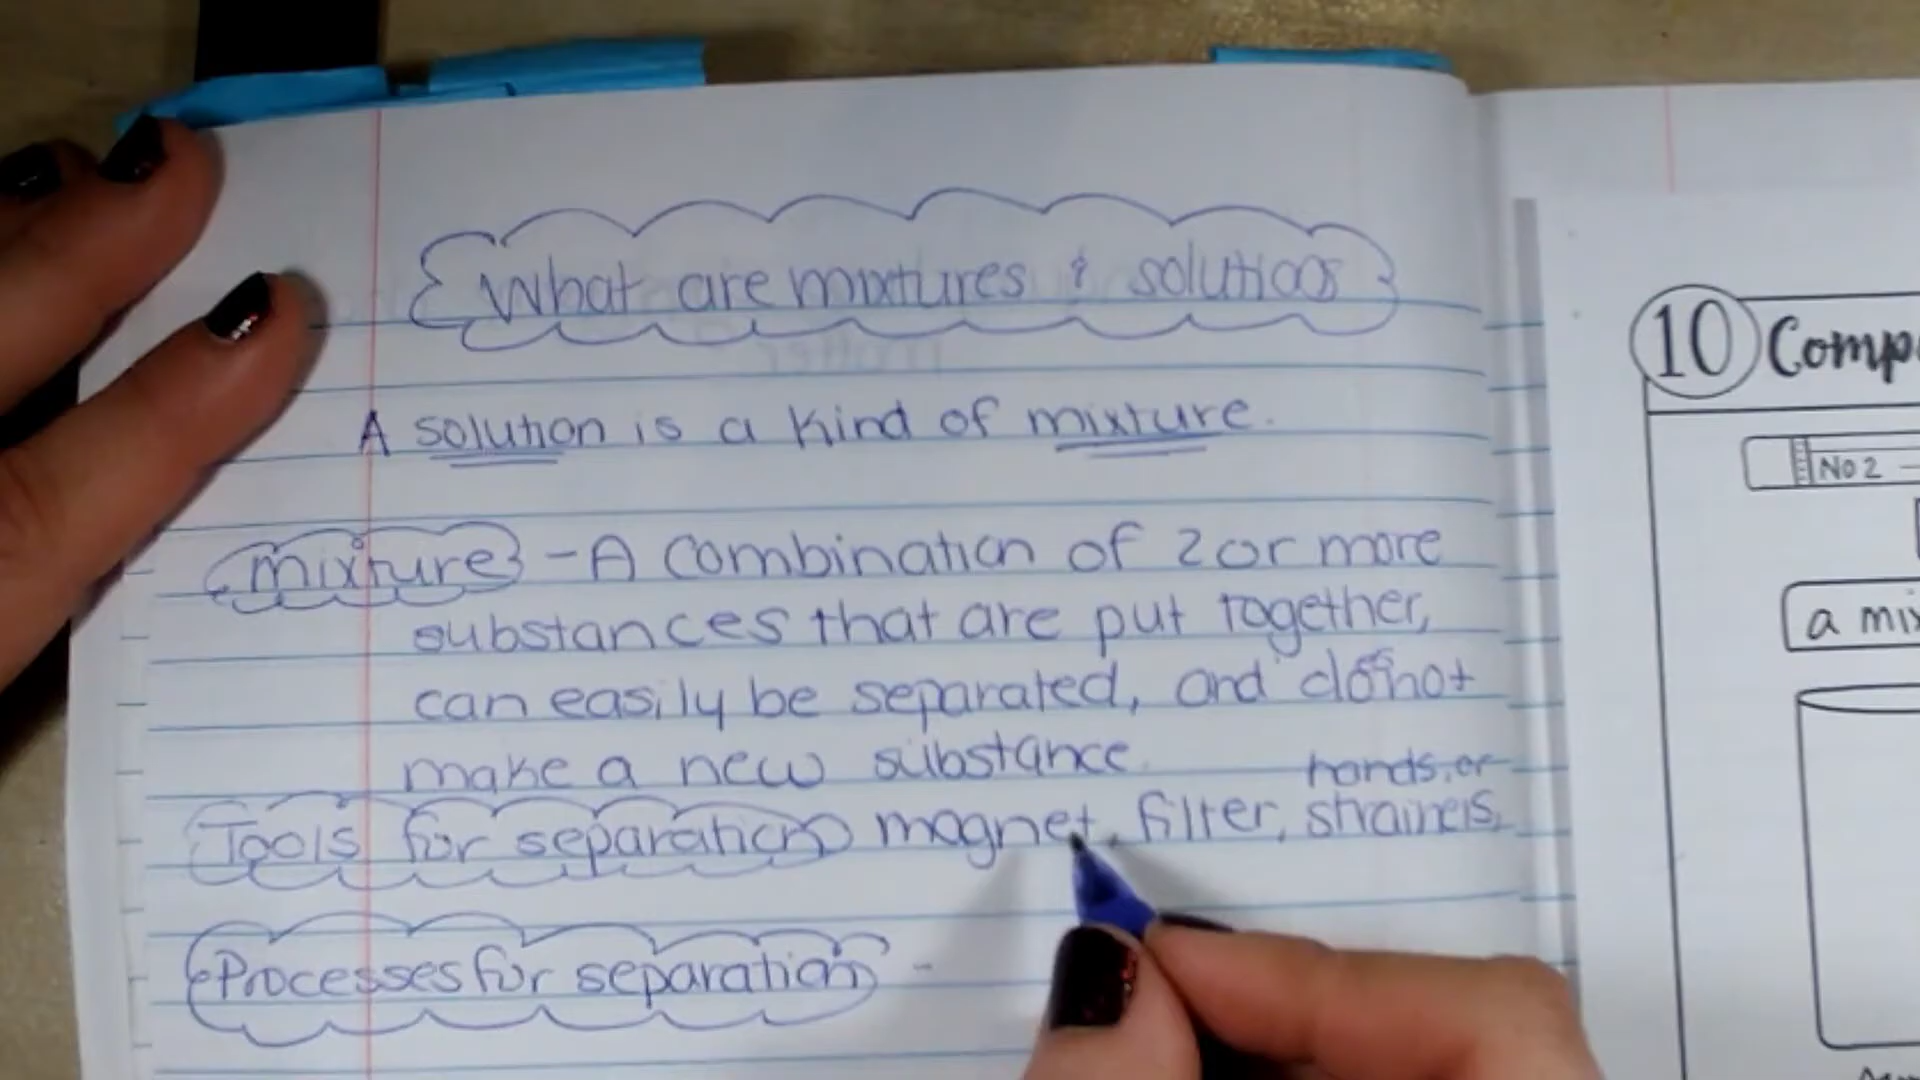 What are mixtures & solutions
A solution is a kind of mixture.
mixture - A combination of 2 or more
substances that are put together,
can easily be separated, and does not
make a new substance.
hands, or
Tools for separation magnet, filter, strainers,
Processes for separation -
10 Comp
No 2
a mix